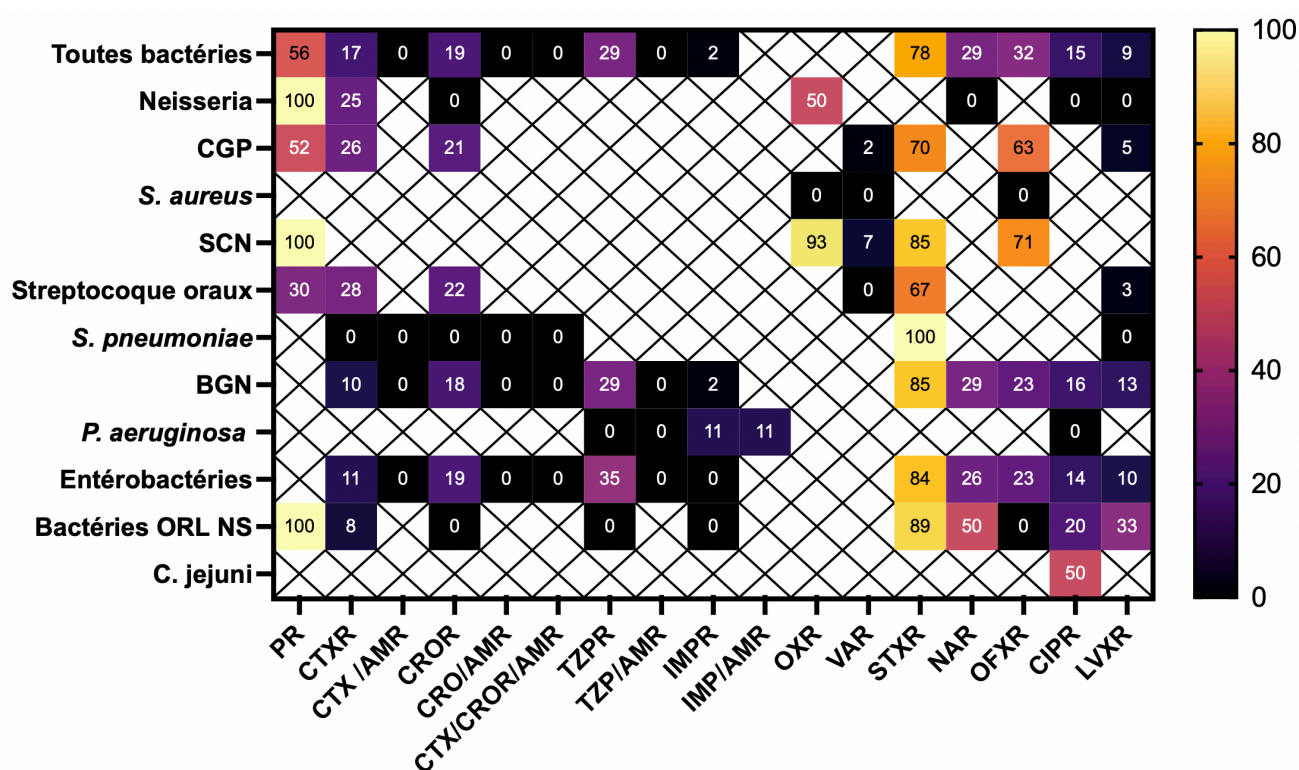 Toutes bactéries 56 17 0 19 0 0 29 0 2 78 29 32 15 9
Neisseria 100 25 0 50 0 0 0
CGP 52 26 21 2 70 63 5
S. aureus 0 0 0
SCN 100 93 7 85 71
Streptocoque oraux 30 28 22 0 67 3
S. pneumoniae 0 0 0 0 0 100 0
BGN 10 0 18 0 0 29 0 2 85 29 23 16 13
P. aeruginosa 0 0 11 11 0
Entérobactéries 11 0 19 0 0 35 0 0 84 26 23 14 10
Bactéries ORL NS 100 8 0 0 0 89 50 0 20 33
C. jejuni 50
PR CTXR CTX /AMR CROR CRO/AMR CTX/CROR/AMR TZPR TZP/AMR IMPR IMP/AMR OXR VAR STXR NAR OFXR CIPR LVXR
100
80
60
40
20
0